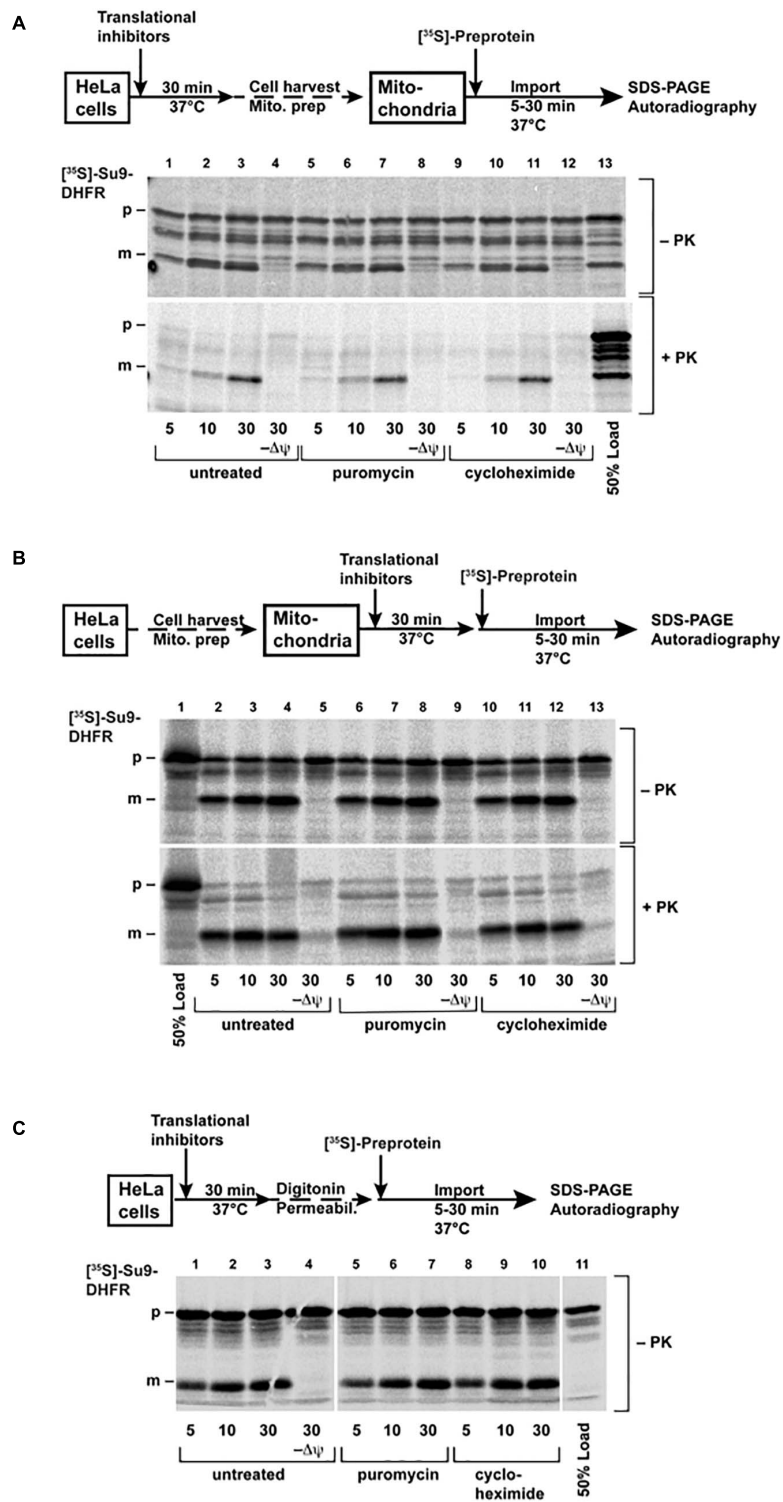 A
Translational
inhibitors
[³⁵S]-Preprotein
HeLa
cells
30 min
37°C
Cell harvest
Mito. prep
Mito-
chondria
Import
5-30 min
37°C
SDS-PAGE
Autoradiography
1 2 3 4 5 6 7 8 9 10 11 12 13
[³⁵S]-Su9-
DHFR
p
m
– PK
p
m
+ PK
5 10 30 30 5 10 30 30 5 10 30 30
–Δψ –Δψ –Δψ
untreated puromycin cycloheximide
50% Load
B
Translational
inhibitors
[³⁵S]-Preprotein
HeLa
cells
Cell harvest
Mito. prep
Mito-
chondria
30 min
37°C
Import
5-30 min
37°C
SDS-PAGE
Autoradiography
[³⁵S]-Su9-
DHFR
1 2 3 4 5 6 7 8 9 10 11 12 13
p
m
– PK
p
m
+ PK
50% Load
5 10 30 30 5 10 30 30 5 10 30 30
–Δψ –Δψ –Δψ
untreated puromycin cycloheximide
C
Translational
inhibitors
[³⁵S]-Preprotein
HeLa
cells
30 min
37°C
Digitonin
Permeabil.
Import
5-30 min
37°C
SDS-PAGE
Autoradiography
[³⁵S]-Su9-
DHFR
1 2 3 4 5 6 7 8 9 10 11
p
m
– PK
5 10 30 30 5 10 30 5 10 30
–Δψ
untreated puromycin cyclo-
heximide
50% Load